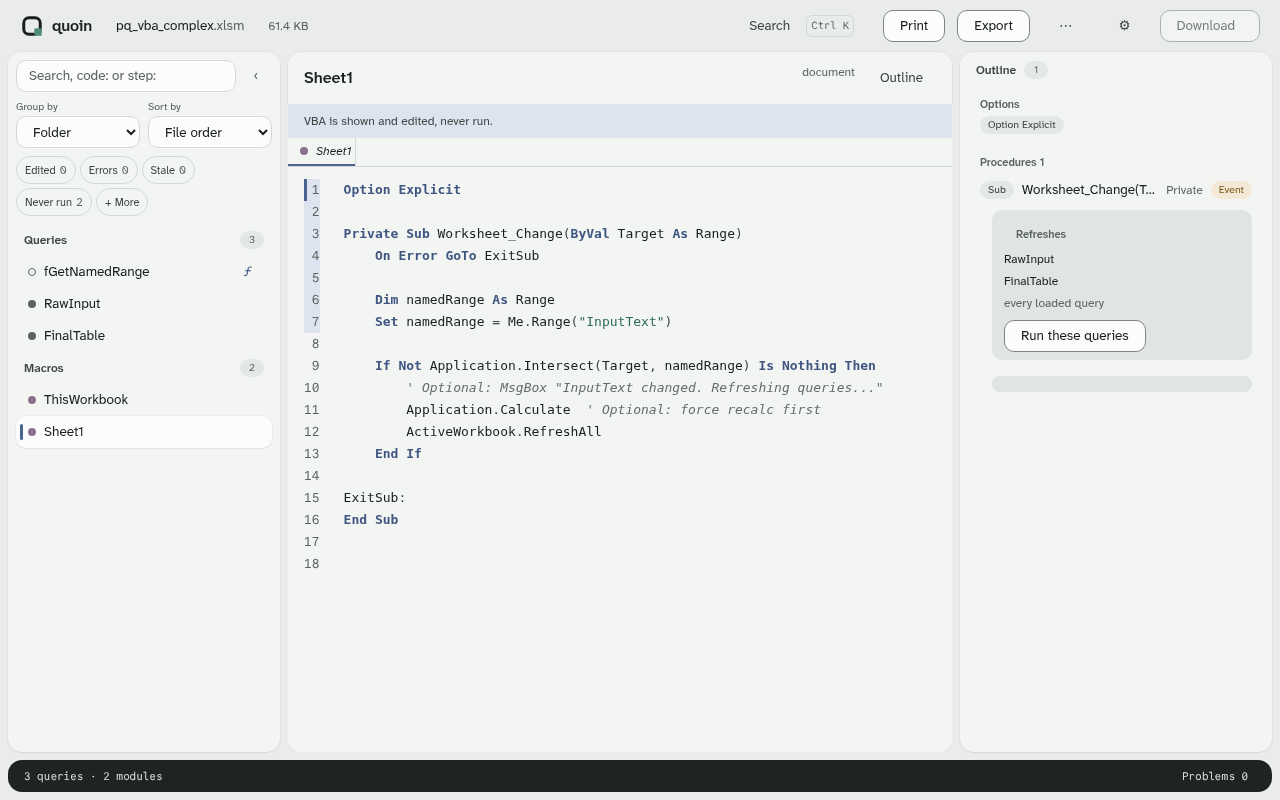 quoin pq_vba_complex.xlsm 61.4 KB Search Ctrl K Print Export ··· ⚙ Download
Search, code: or step: ‹
Group by Sort by
Folder File order
Edited 0 Errors 0 Stale 0
Never run 2 + More
Queries 3
fGetNamedRange ƒ
RawInput
FinalTable
Macros 2
ThisWorkbook
Sheet1
Sheet1 document Outline
VBA is shown and edited, never run.
Sheet1
1 Option Explicit
2
3 Private Sub Worksheet_Change(ByVal Target As Range)
4 On Error GoTo ExitSub
5
6 Dim namedRange As Range
7 Set namedRange = Me.Range("InputText")
8
9 If Not Application.Intersect(Target, namedRange) Is Nothing Then
10 ' Optional: MsgBox "InputText changed. Refreshing queries..."
11 Application.Calculate ' Optional: force recalc first
12 ActiveWorkbook.RefreshAll
13 End If
14
15 ExitSub:
16 End Sub
17
18
Outline 1
Options
Option Explicit
Procedures 1
Sub Worksheet_Change(T... Private Event
Refreshes
RawInput
FinalTable
every loaded query
Run these queries
3 queries · 2 modules Problems 0